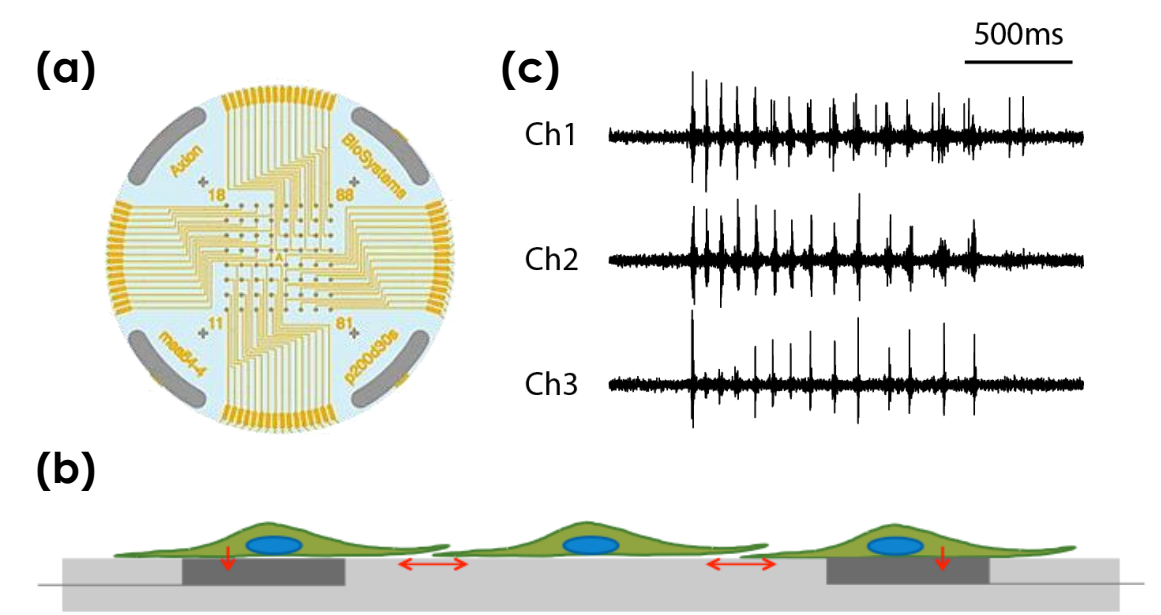 (a)
Axion
BioSystems
18
88
A
11
81
mea64-4
p200d30s
(c)
500ms
Ch1
Ch2
Ch3
(b)